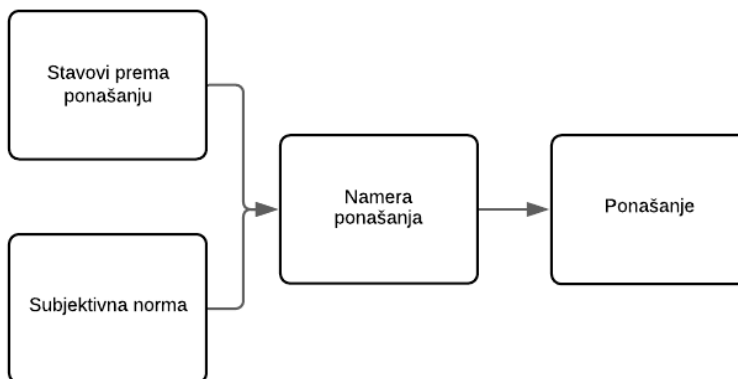 Stavovi prema
ponašanju
Subjektivna norma
Namera
ponašanja
Ponašanje